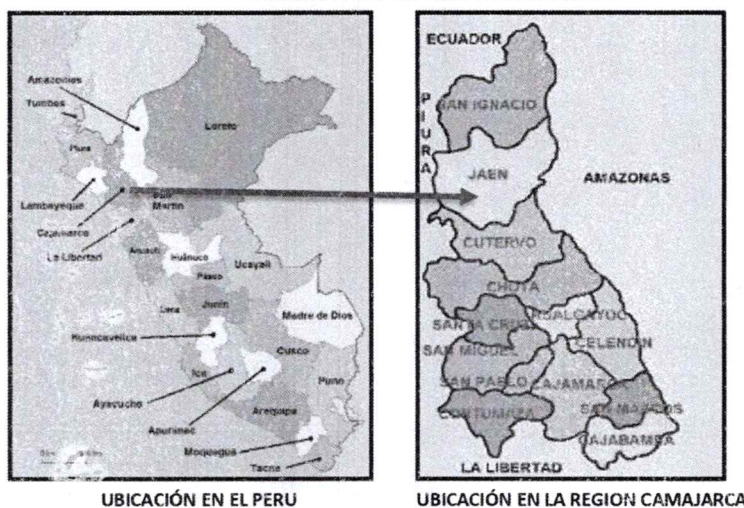 Amazonas
Tumbes
Loreto
Piura
Lambayeque
San Martin
Cajamarca
La Libertad
Ancash
Huánuco
Ucayali
Pasco
Lima
Junín
Madre de Dios
Huancavelica
Cusco
Ica
Puno
Ayacucho
Arequipa
Apurimac
Moquegua
Tacna
UBICACIÓN EN EL PERU
ECUADOR
PIURA
SAN IGNACIO
JAEN
AMAZONAS
CUTERVO
CHOTA
SANTA CRUZ
HUALGAYOC
CELENDIN
SAN MIGUEL
SAN PABLO
CAJAMARCA
CONTUMAZA
SAN MARCOS
CAJABAMBA
LA LIBERTAD
UBICACIÓN EN LA REGION CAMAJARCA